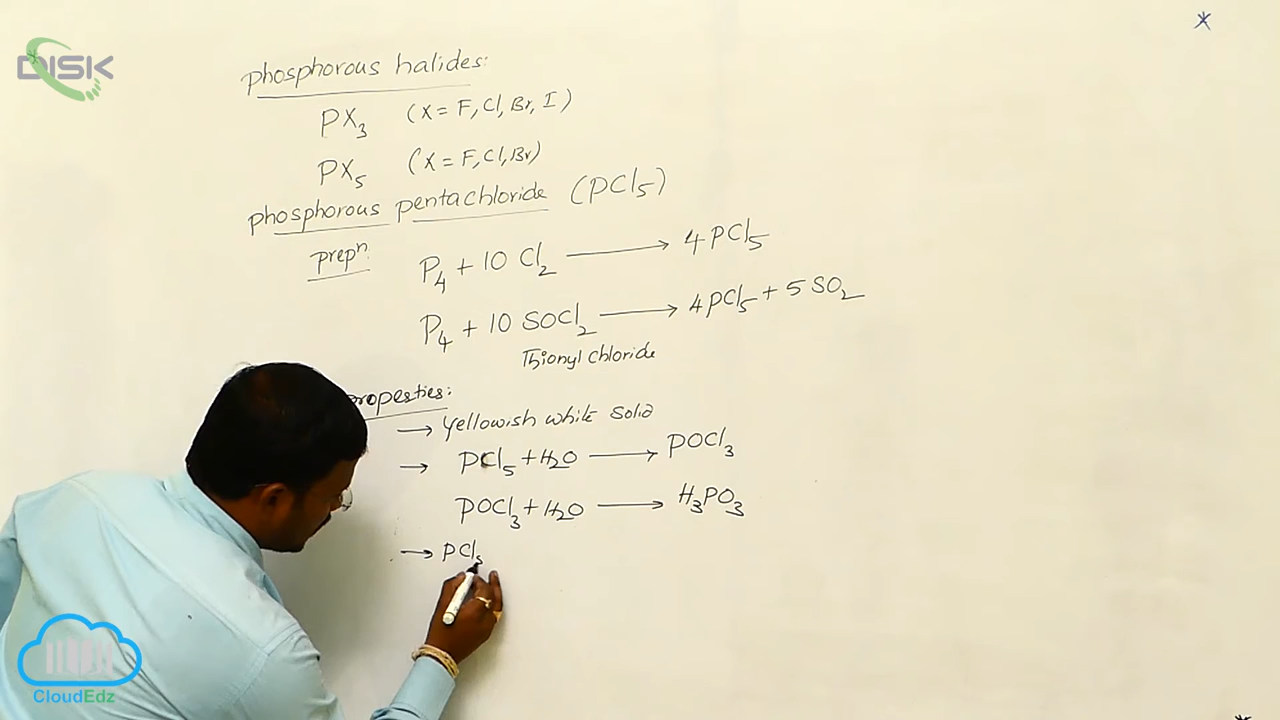 DISK
phosphorous halides:
PX₃ (X = F, Cl, Br, I)
PX₅ (X = F, Cl, Br)
phosphorous pentachloride (PCl₅)
prepⁿ.
P₄ + 10 Cl₂ ⟶ 4 PCl₅
P₄ + 10 SOCl₂ ⟶ 4 PCl₅ + 5 SO₂
Thionyl chloride
properties:
→ Yellowish white solid
→ PCl₅ + H₂O ⟶ POCl₃
POCl₃ + H₂O ⟶ H₃PO₃
→ PCl₅
CloudEdz